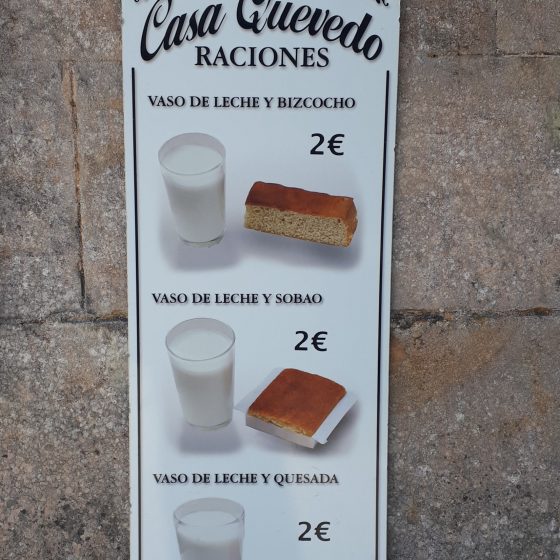 Casa Quevedo
RACIONES
VASO DE LECHE Y BIZCOCHO
2€
VASO DE LECHE Y SOBAO
2€
VASO DE LECHE Y QUESADA
2€